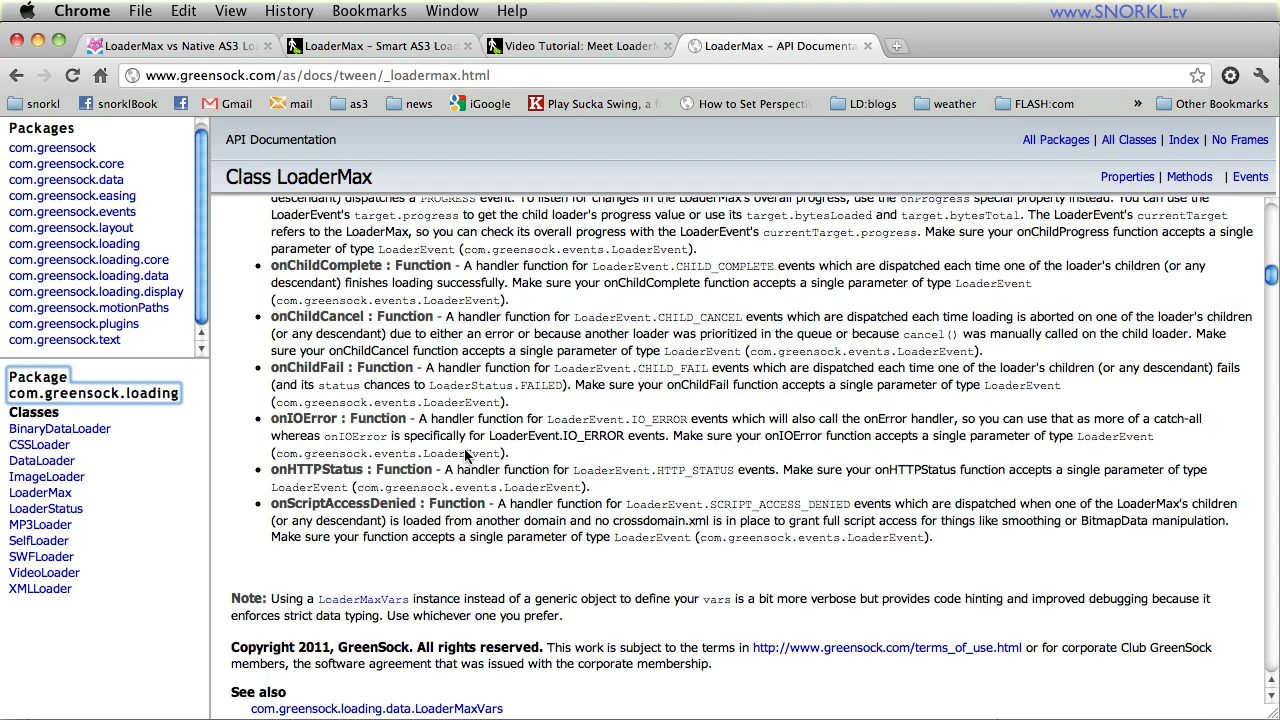 Chrome File Edit View History Bookmarks Window Help
www.SNORKL.tv
LoaderMax vs Native AS3 Loa
LoaderMax - Smart AS3 Loa
Video Tutorial: Meet Loader
LoaderMax - API Documenta
www.greensock.com/as/docs/tween/_loadermax.html
snorkl snorklBook Gmail mail as3 news iGoogle Play Sucka Swing, a f How to Set Perspecti LD:blogs weather FLASH:com » Other Bookmarks
Packages
com.greensock
com.greensock.core
com.greensock.data
com.greensock.easing
com.greensock.events
com.greensock.layout
com.greensock.loading
com.greensock.loading.core
com.greensock.loading.data
com.greensock.loading.display
com.greensock.motionPaths
com.greensock.plugins
com.greensock.text
Package
com.greensock.loading
Classes
BinaryDataLoader
CSSLoader
DataLoader
ImageLoader
LoaderMax
LoaderStatus
MP3Loader
SelfLoader
SWFLoader
VideoLoader
XMLLoader
API Documentation
All Packages | All Classes | Index | No Frames
Class LoaderMax
Properties | Methods | Events
descendant) dispatches a PROGRESS event. To listen for changes in the LoaderMax's overall progress, use the onProgress special property instead. You can use the
LoaderEvent's target.progress to get the child loader's progress value or use its target.bytesLoaded and target.bytesTotal. The LoaderEvent's currentTarget
refers to the LoaderMax, so you can check its overall progress with the LoaderEvent's currentTarget.progress. Make sure your onChildProgress function accepts a single
parameter of type LoaderEvent (com.greensock.events.LoaderEvent).
• onChildComplete : Function - A handler function for LoaderEvent.CHILD_COMPLETE events which are dispatched each time one of the loader's children (or any
descendant) finishes loading successfully. Make sure your onChildComplete function accepts a single parameter of type LoaderEvent
(com.greensock.events.LoaderEvent).
• onChildCancel : Function - A handler function for LoaderEvent.CHILD_CANCEL events which are dispatched each time loading is aborted on one of the loader's children
(or any descendant) due to either an error or because another loader was prioritized in the queue or because cancel() was manually called on the child loader. Make
sure your onChildCancel function accepts a single parameter of type LoaderEvent (com.greensock.events.LoaderEvent).
• onChildFail : Function - A handler function for LoaderEvent.CHILD_FAIL events which are dispatched each time one of the loader's children (or any descendant) fails
(and its status chances to LoaderStatus.FAILED). Make sure your onChildFail function accepts a single parameter of type LoaderEvent
(com.greensock.events.LoaderEvent).
• onIOError : Function - A handler function for LoaderEvent.IO_ERROR events which will also call the onError handler, so you can use that as more of a catch-all
whereas onIOError is specifically for LoaderEvent.IO_ERROR events. Make sure your onIOError function accepts a single parameter of type LoaderEvent
(com.greensock.events.LoaderEvent).
• onHTTPStatus : Function - A handler function for LoaderEvent.HTTP_STATUS events. Make sure your onHTTPStatus function accepts a single parameter of type
LoaderEvent (com.greensock.events.LoaderEvent).
• onScriptAccessDenied : Function - A handler function for LoaderEvent.SCRIPT_ACCESS_DENIED events which are dispatched when one of the LoaderMax's children
(or any descendant) is loaded from another domain and no crossdomain.xml is in place to grant full script access for things like smoothing or BitmapData manipulation.
Make sure your function accepts a single parameter of type LoaderEvent (com.greensock.events.LoaderEvent).
Note: Using a LoaderMaxVars instance instead of a generic object to define your vars is a bit more verbose but provides code hinting and improved debugging because it
enforces strict data typing. Use whichever one you prefer.
Copyright 2011, GreenSock. All rights reserved. This work is subject to the terms in http://www.greensock.com/terms_of_use.html or for corporate Club GreenSock
members, the software agreement that was issued with the corporate membership.
See also
com.greensock.loading.data.LoaderMaxVars